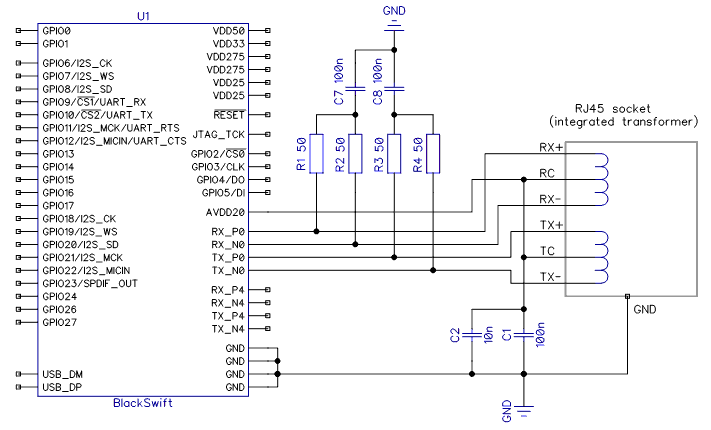 GND
U1
GPIO0
GPIO1
GPIO6/I2S_CK
GPIO7/I2S_WS
GPIO8/I2S_SD
GPIO9/CS1/UART_RX
GPIO10/CS2/UART_TX
GPIO11/I2S_MCK/UART_RTS
GPIO12/I2S_MICIN/UART_CTS
GPIO13
GPIO14
GPIO15
GPIO16
GPIO17
GPIO18/I2S_CK
GPIO19/I2S_WS
GPIO20/I2S_SD
GPIO21/I2S_MCK
GPIO22/I2S_MICIN
GPIO23/SPDIF_OUT
GPIO24
GPIO26
GPIO27
USB_DM
USB_DP
VDD50
VDD33
VDD275
VDD275
VDD25
VDD25
RESET
JTAG_TCK
GPIO2/CS0
GPIO3/CLK
GPIO4/DO
GPIO5/DI
AVDD20
RX_P0
RX_N0
TX_P0
TX_N0
RX_P4
RX_N4
TX_P4
TX_N4
GND
GND
GND
GND
BlackSwift
C7 100n
C8 100n
R1 50
R2 50
R3 50
R4 50
RJ45 socket
(integrated transformer)
RX+
RC
RX-
TX+
TC
TX-
GND
C2
10n
C1
100n
GND